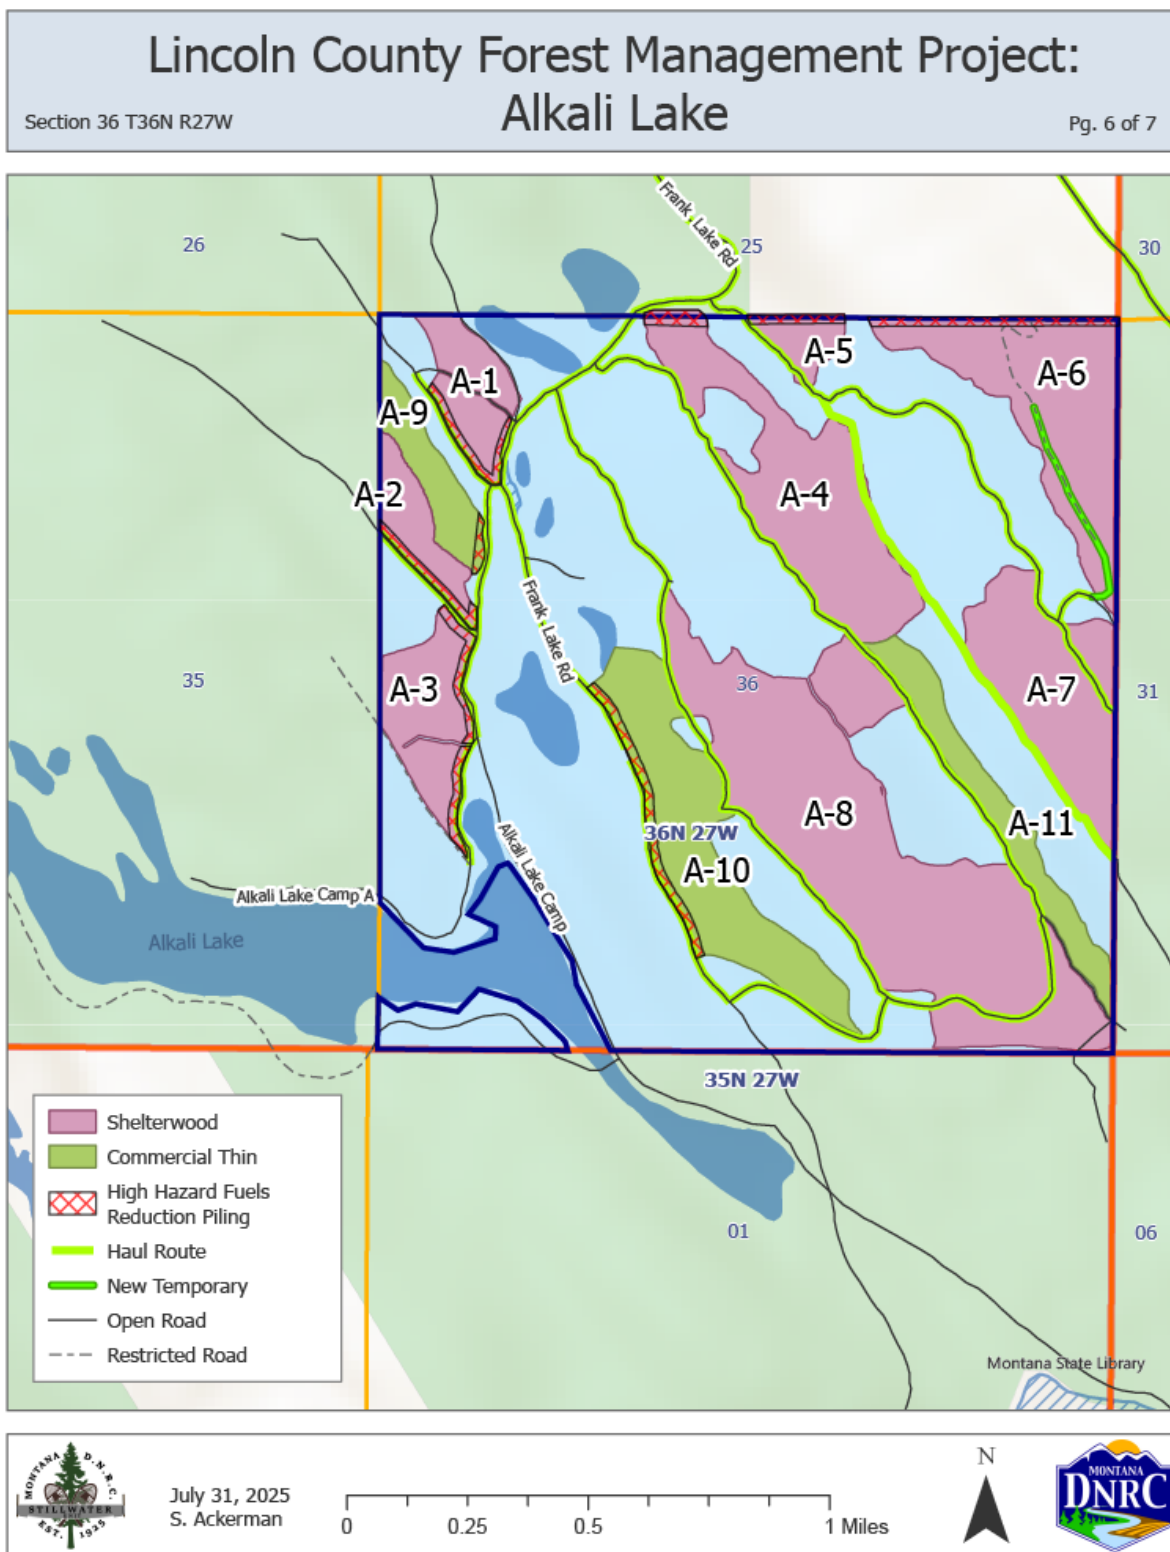 Lincoln County Forest Management Project:
Alkali Lake
Section 36 T36N R27W
Pg. 6 of 7
Frank Lake Rd
26
25
30
A-1
A-5
A-6
A-9
A-2
A-4
Frank Lake Rd
35
A-3
36
A-7
31
A-8
A-11
36N 27W
A-10
Alkali Lake Camp
Alkali Lake Camp A
Alkali Lake
35N 27W
01
06
Shelterwood
Commercial Thin
High Hazard Fuels
Reduction Piling
Haul Route
New Temporary
Open Road
Restricted Road
Montana State Library
MONTANA D.N.R.C.
STILLWATER
EST. 1925
July 31, 2025
S. Ackerman
0 0.25 0.5 1 Miles
N
MONTANA
DNRC